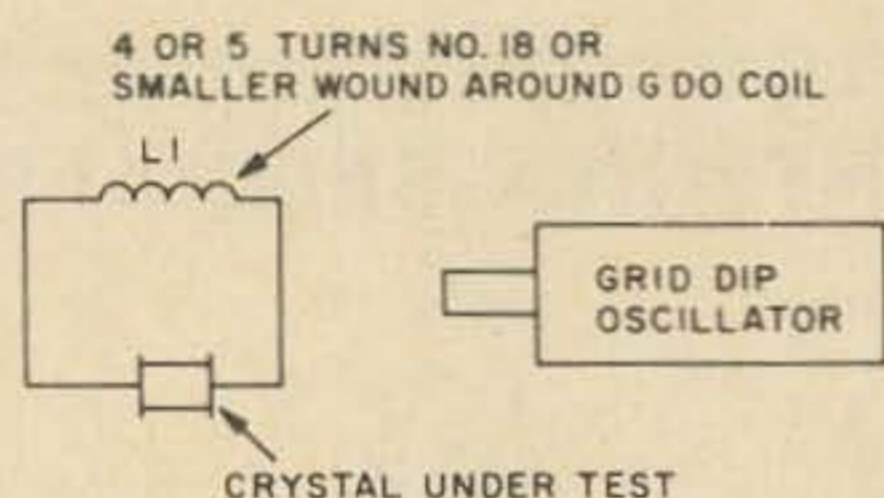 4 OR 5 TURNS NO. 18 OR
SMALLER WOUND AROUND G DO COIL
L1
GRID DIP
OSCILLATOR
CRYSTAL UNDER TEST